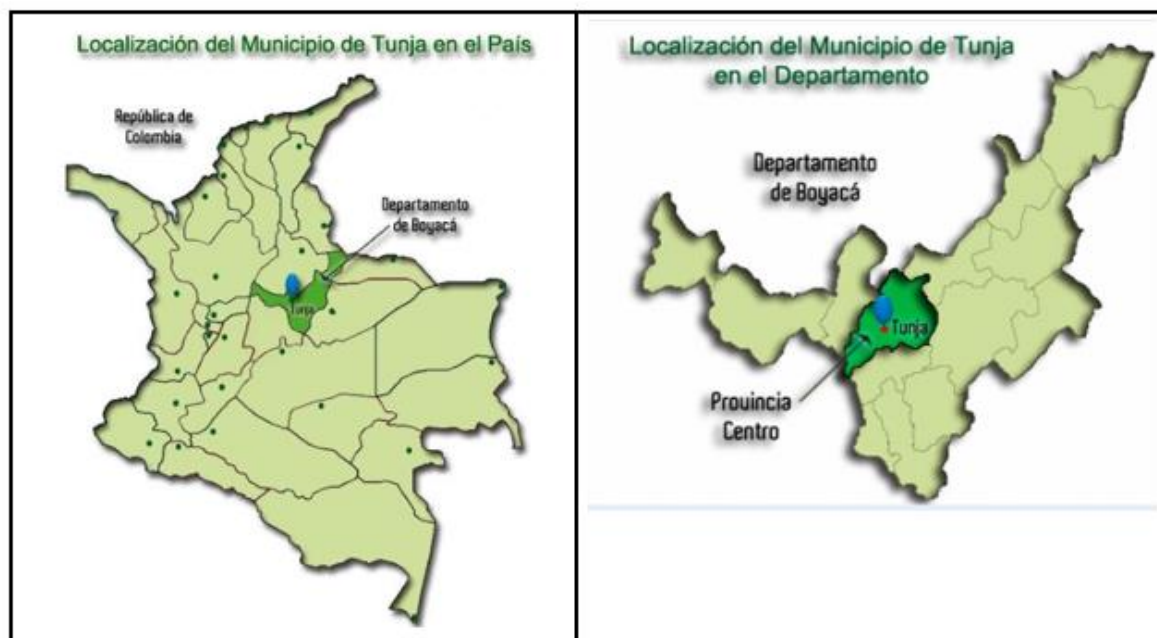 Localización del Municipio de Tunja en el País
República de
Colombia
Departamento
de Boyacá
Tunja
Localización del Municipio de Tunja
en el Departamento
Departamento
de Boyacá
Tunja
Provincia
Centro